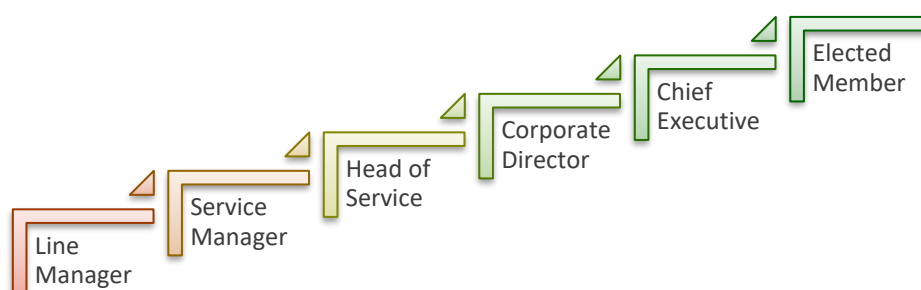 Line
Manager
Service
Manager
Head of
Service
Corporate
Director
Chief
Executive
Elected
Member